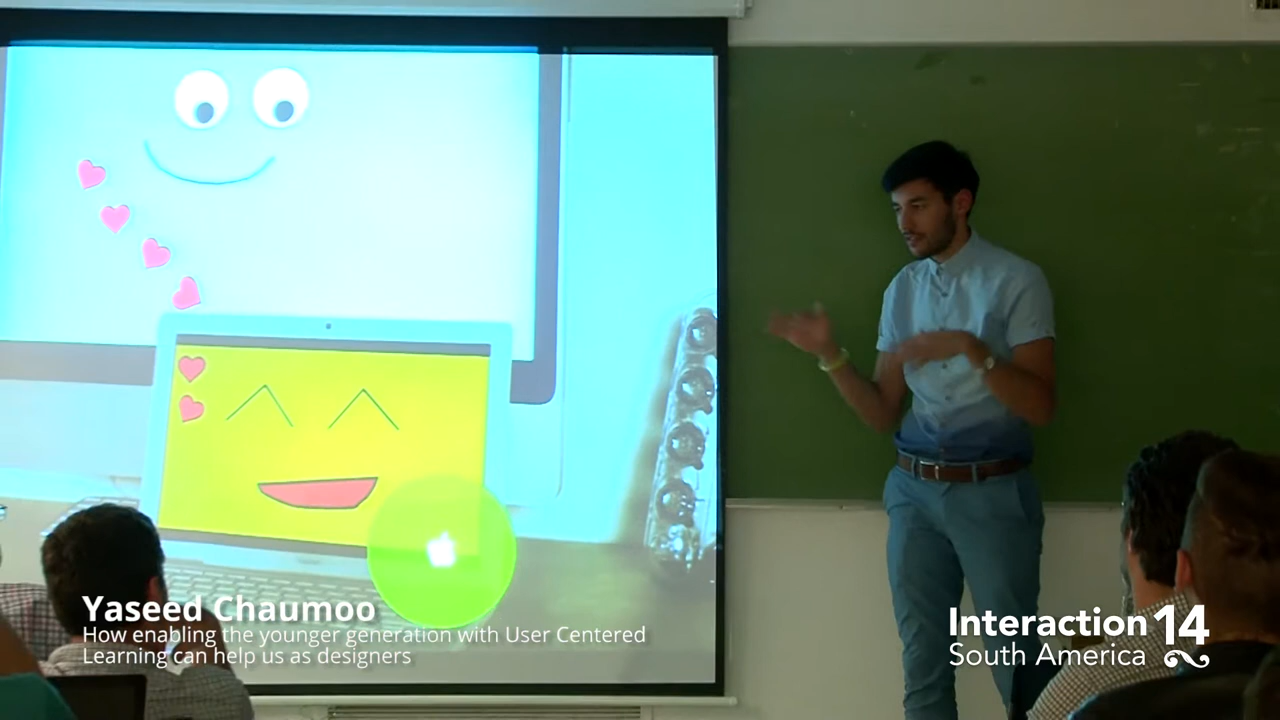 Yaseed Chaumoo
How enabling the younger generation with User Centered
Learning can help us as designers
Interaction 14
South America